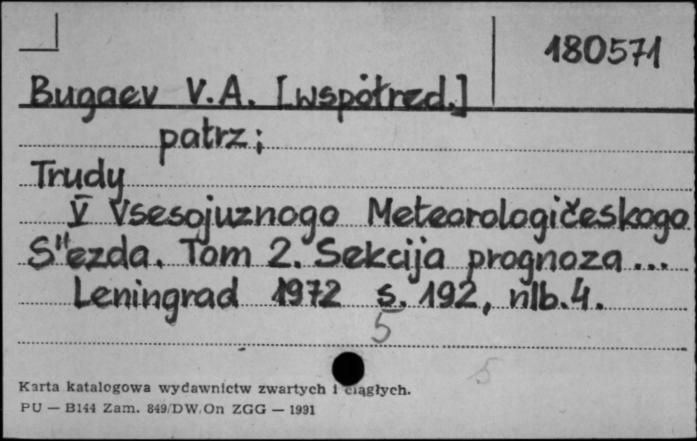 180571
Bugaev V.A. [współred.]
patrz:
Trudy
V Vsesojuznogo Meteorologičeskogo
S"ezda. Tom 2. Sekcija prognoza...
Leningrad 1972 s. 192, nlb. 4.
5
5
Karta katalogowa wydawnictw zwartych i ciągłych.
PU — B144 Zam. 849/DW/On ZGG — 1991